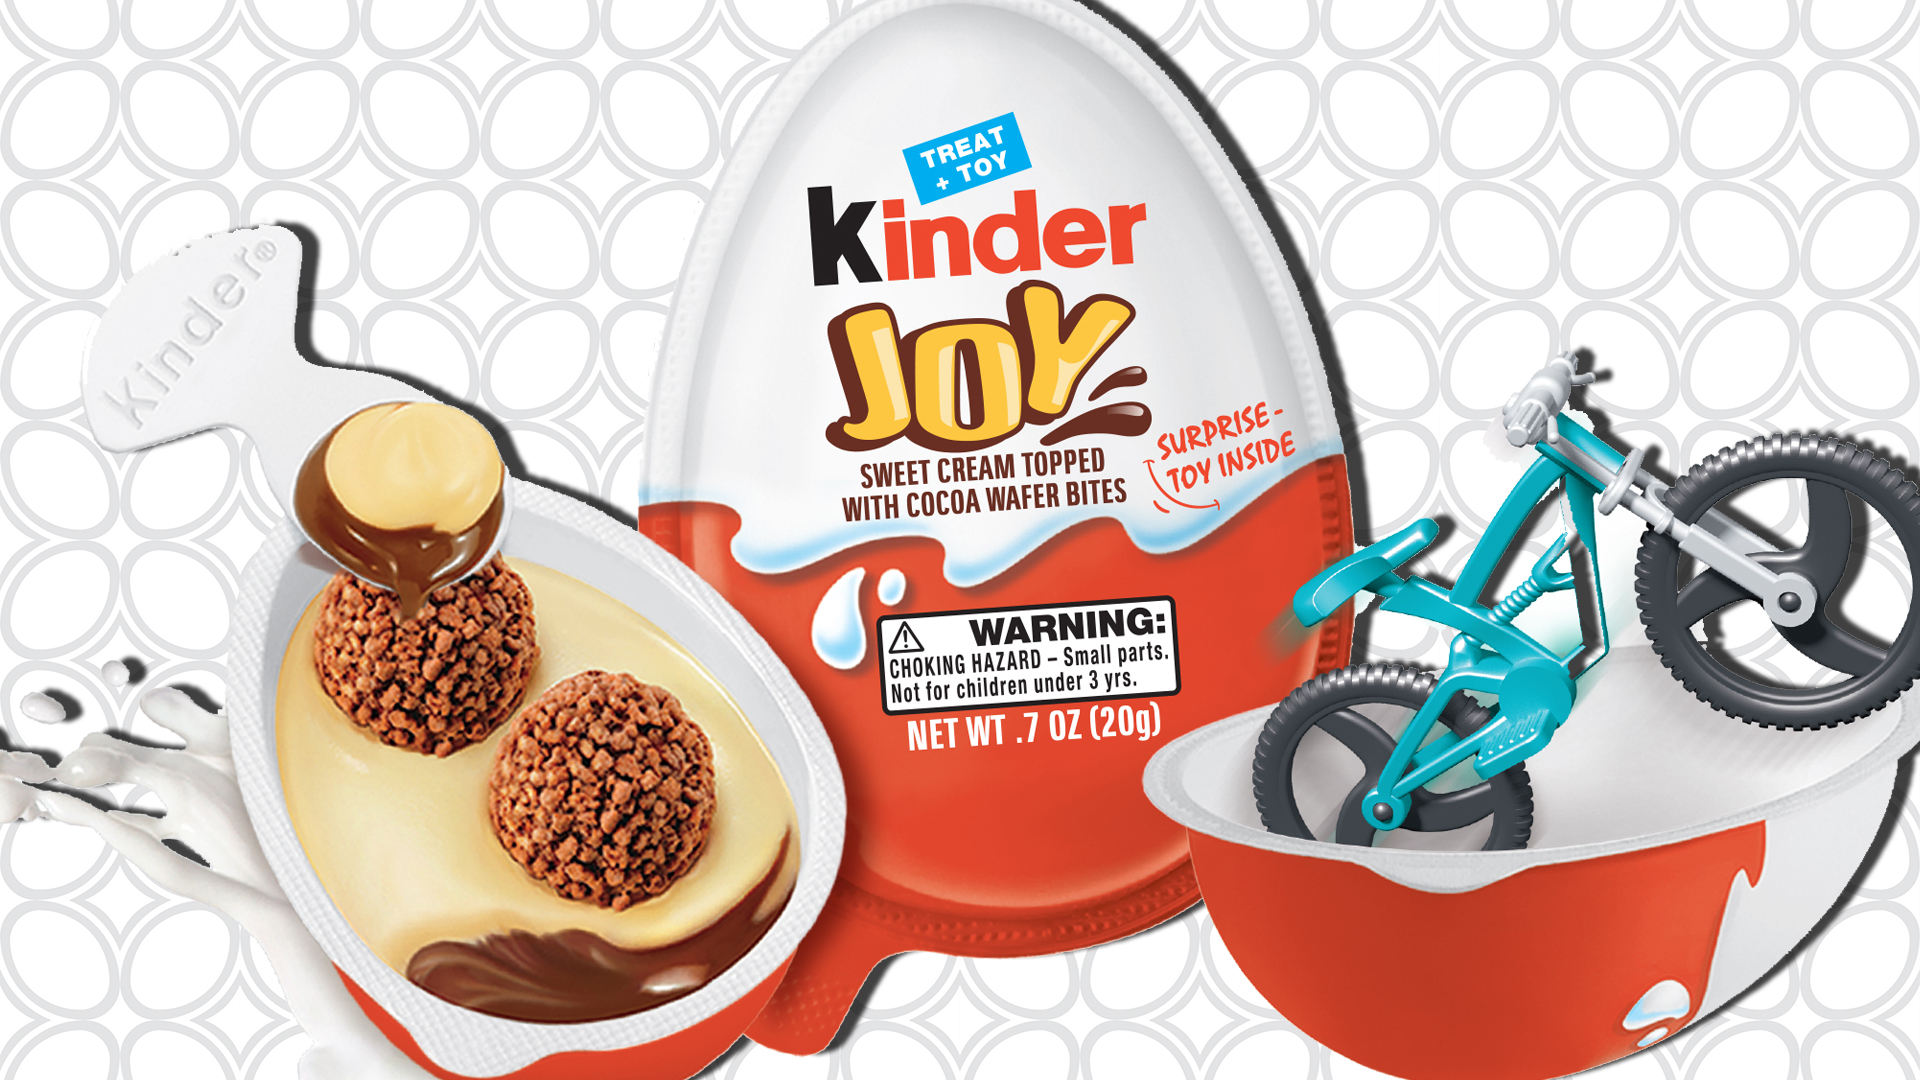 TREAT
+ TOY
kinder
JOY
SWEET CREAM TOPPED
WITH COCOA WAFER BITES
SURPRISE-
TOY INSIDE
WARNING:
CHOKING HAZARD – Small parts.
Not for children under 3 yrs.
NET WT .7 OZ (20g)
kinder®